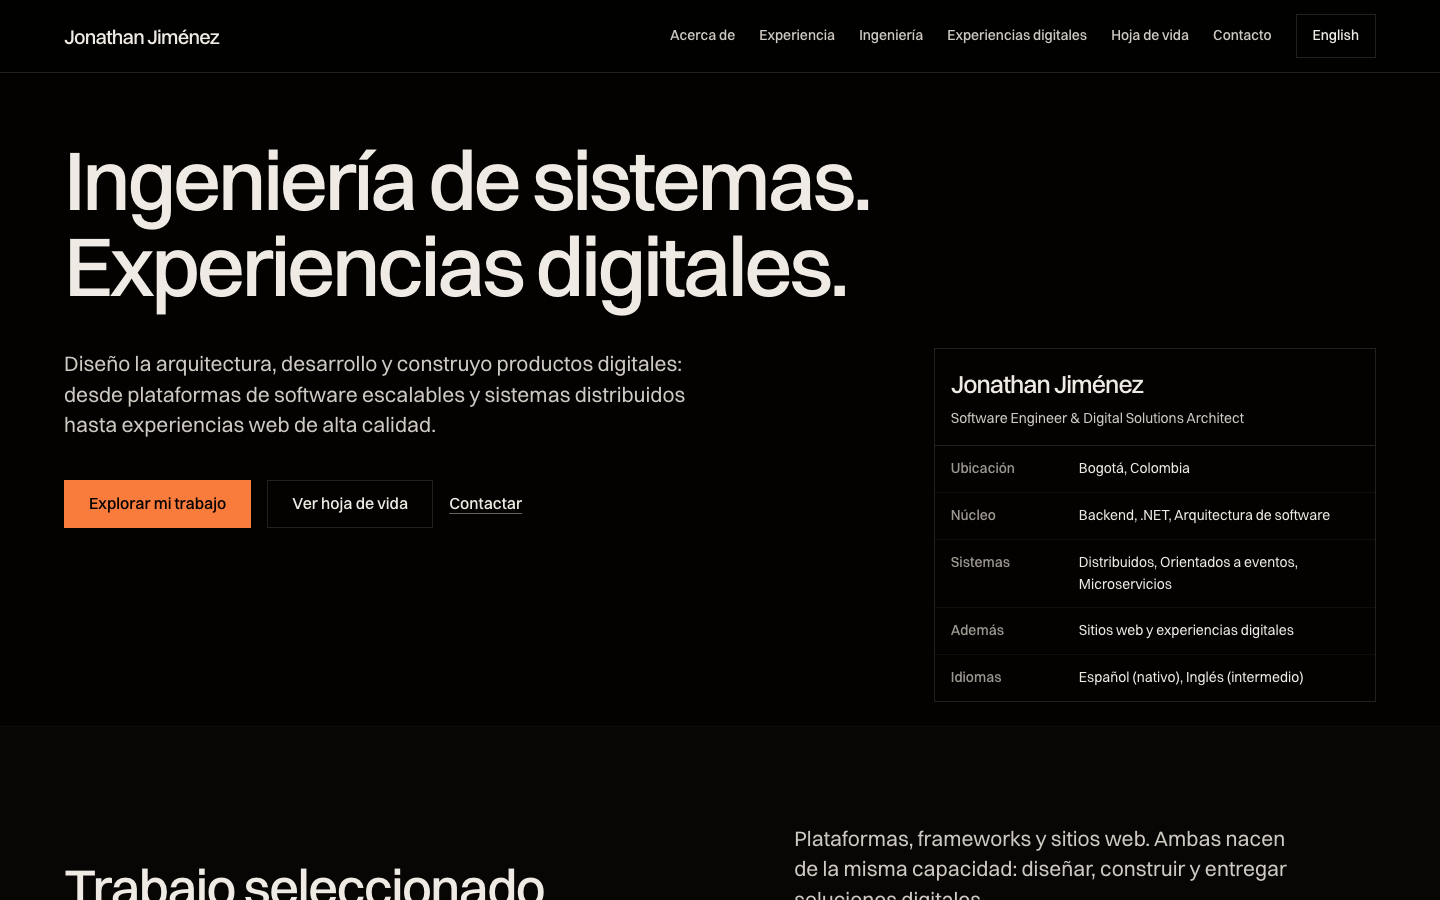 Jonathan Jiménez
Acerca de
Experiencia
Ingeniería
Experiencias digitales
Hoja de vida
Contacto
English
Ingeniería de sistemas.
Experiencias digitales.
Diseño la arquitectura, desarrollo y construyo productos digitales:
desde plataformas de software escalables y sistemas distribuidos
hasta experiencias web de alta calidad.
Explorar mi trabajo
Ver hoja de vida
Contactar
Jonathan Jiménez
Software Engineer & Digital Solutions Architect
Ubicación
Bogotá, Colombia
Núcleo
Backend, .NET, Arquitectura de software
Sistemas
Distribuidos, Orientados a eventos,
Microservicios
Además
Sitios web y experiencias digitales
Idiomas
Español (nativo), Inglés (intermedio)
Trabajo seleccionado
Plataformas, frameworks y sitios web. Ambas nacen
de la misma capacidad: diseñar, construir y entregar
soluciones digitales.